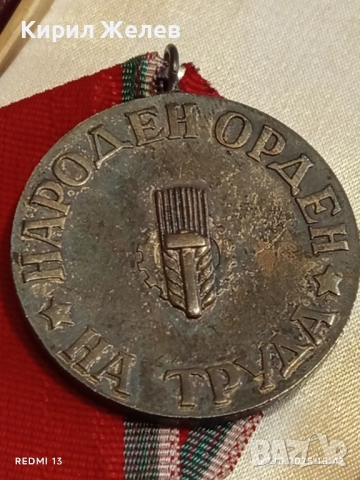 Кирил Желев
НАРОДЕН ОРДЕН
НА ТРУДА
REDMI 13